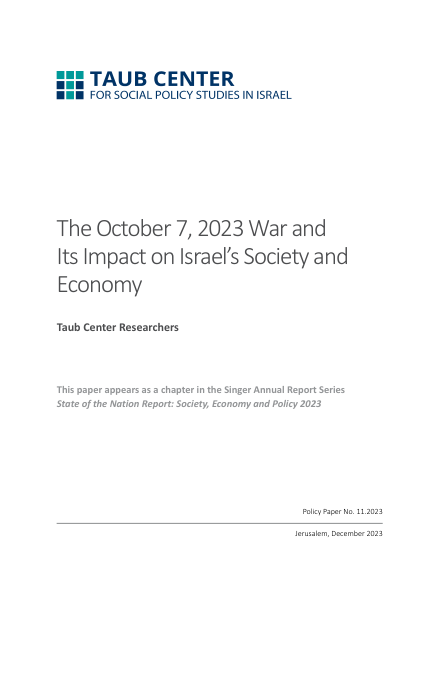 TAUB CENTER
FOR SOCIAL POLICY STUDIES IN ISRAEL
The October 7, 2023 War and
Its Impact on Israel’s Society and
Economy
Taub Center Researchers
This paper appears as a chapter in the Singer Annual Report Series
State of the Nation Report: Society, Economy and Policy 2023
Policy Paper No. 11.2023
Jerusalem, December 2023